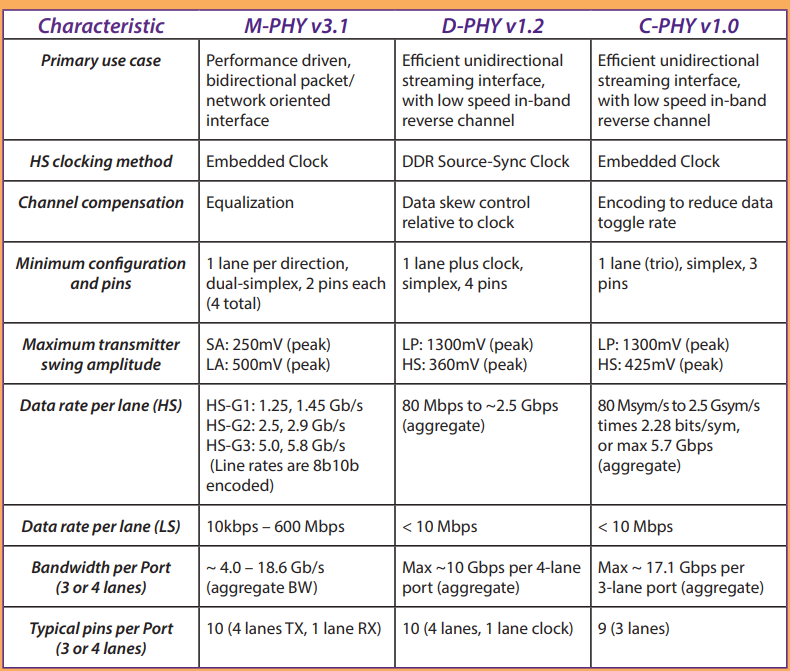 Characteristic M-PHY v3.1 D-PHY v1.2 C-PHY v1.0
Primary use case
Performance driven,
bidirectional packet/
network oriented
interface
Efficient unidirectional
streaming interface,
with low speed in-band
reverse channel
Efficient unidirectional
streaming interface,
with low speed in-band
reverse channel
HS clocking method
Embedded Clock
DDR Source-Sync Clock
Embedded Clock
Channel compensation
Equalization
Data skew control
relative to clock
Encoding to reduce data
toggle rate
Minimum configuration
and pins
1 lane per direction,
dual-simplex, 2 pins each
(4 total)
1 lane plus clock,
simplex, 4 pins
1 lane (trio), simplex, 3
pins
Maximum transmitter
swing amplitude
SA: 250mV (peak)
LA: 500mV (peak)
LP: 1300mV (peak)
HS: 360mV (peak)
LP: 1300mV (peak)
HS: 425mV (peak)
Data rate per lane (HS)
HS-G1: 1.25, 1.45 Gb/s
HS-G2: 2.5, 2.9 Gb/s
HS-G3: 5.0, 5.8 Gb/s
(Line rates are 8b10b
encoded)
80 Mbps to ~2.5 Gbps
(aggregate)
80 Msym/s to 2.5 Gsym/s
times 2.28 bits/sym,
or max 5.7 Gbps
(aggregate)
Data rate per lane (LS)
10kbps – 600 Mbps
< 10 Mbps
< 10 Mbps
Bandwidth per Port
(3 or 4 lanes)
~ 4.0 – 18.6 Gb/s
(aggregate BW)
Max ~10 Gbps per 4-lane
port (aggregate)
Max ~ 17.1 Gbps per
3-lane port (aggregate)
Typical pins per Port
(3 or 4 lanes)
10 (4 lanes TX, 1 lane RX)
10 (4 lanes, 1 lane clock)
9 (3 lanes)